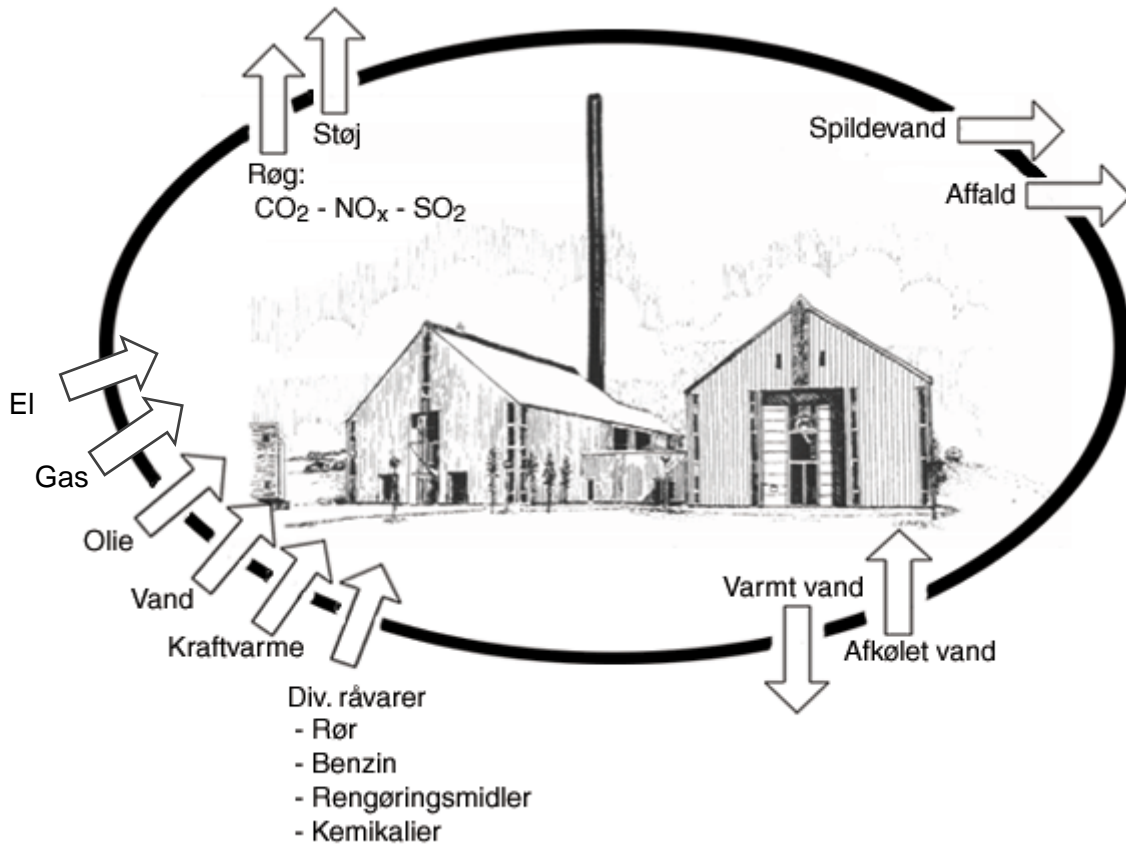 Støj
Røg:
CO₂ - NOₓ - SO₂
Spildevand
Affald
El
Gas
Olie
Vand
Kraftvarme
Div. råvarer
- Rør
- Benzin
- Rengøringsmidler
- Kemikalier
Varmt vand
Afkølet vand